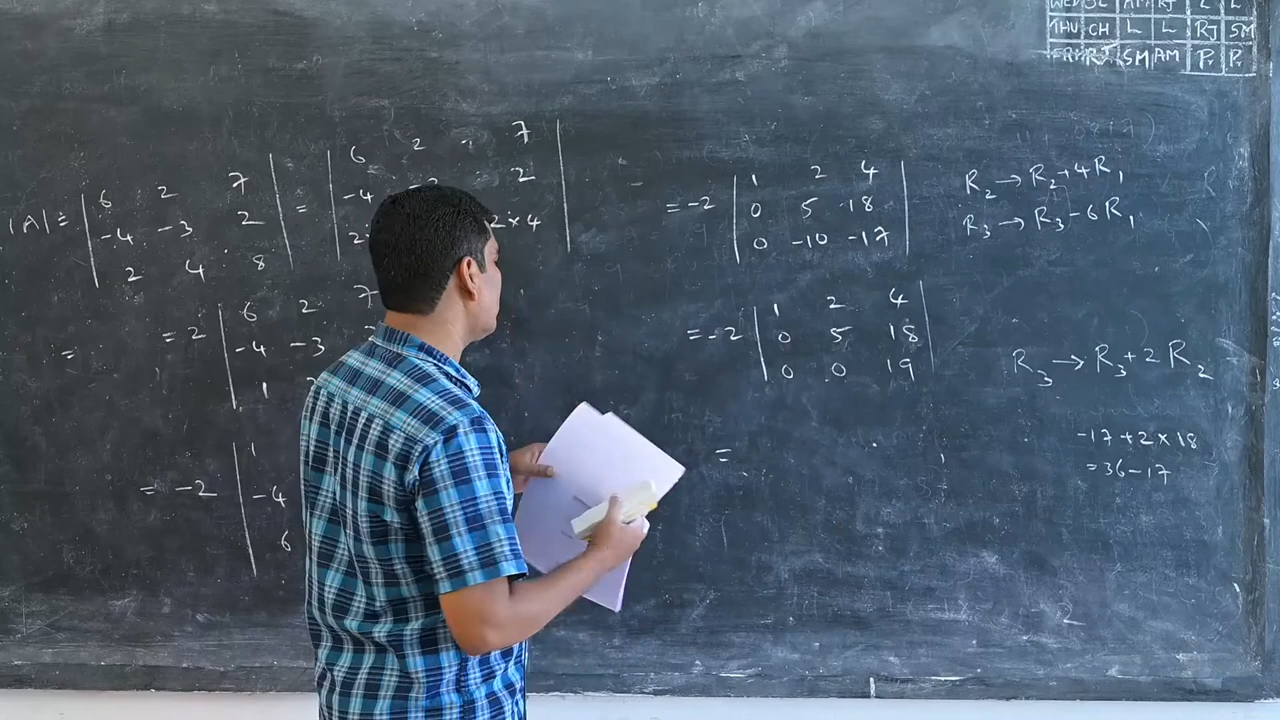 THU CH L L RJ SM
SM AM P. P.
|A| = 6 2 7 = 6 2 7
-4 -3 2 -4 2
2 4 8 2 2×4
= = 2 6 2 7
-4 -3
1
= -2 1
-4
6
= -2 1 2 4 R₂ → R₂+4R₁
0 5 18 R₃ → R₃-6R₁
0 -10 -17
= -2 1 2 4
0 5 18 R₃ → R₃+2R₂
0 0 19
-17+2×18
= =36-17